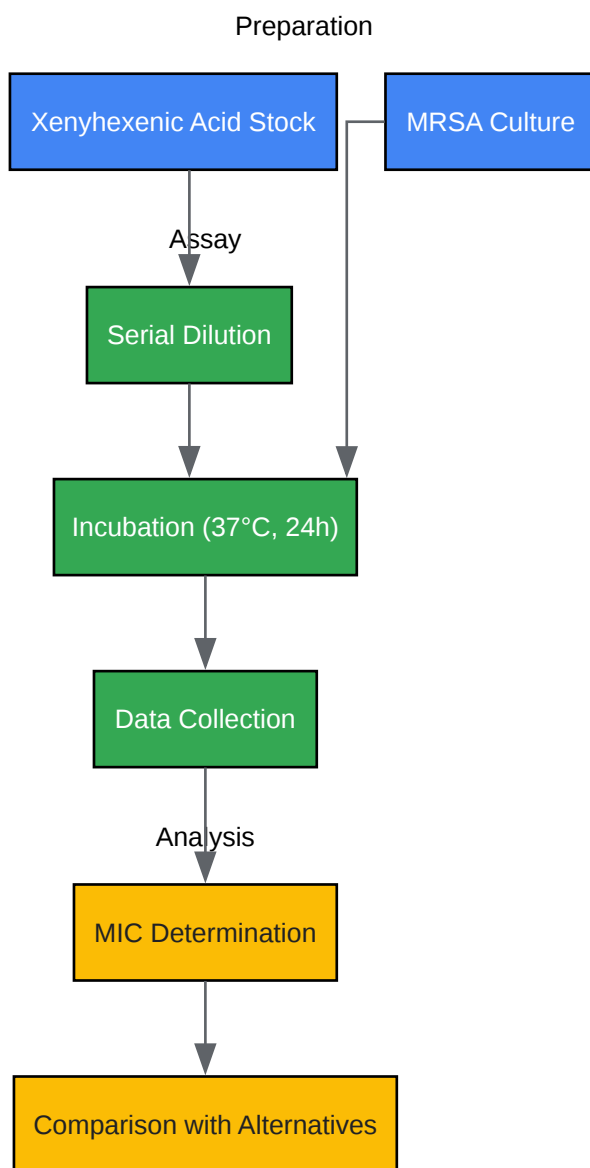 Preparation
Xenyhexenic Acid Stock
MRSA Culture
Assay
Serial Dilution
Incubation (37°C, 24h)
Data Collection
Analysis
MIC Determination
Comparison with Alternatives